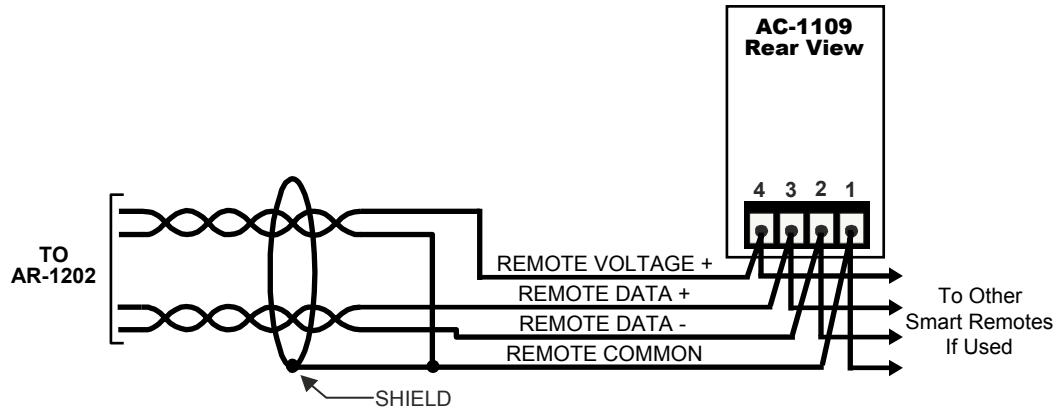 AC-1109
Rear View
4 3 2 1
TO
AR-1202
REMOTE VOLTAGE +
REMOTE DATA +
REMOTE DATA -
REMOTE COMMON
SHIELD
To Other
Smart Remotes
If Used